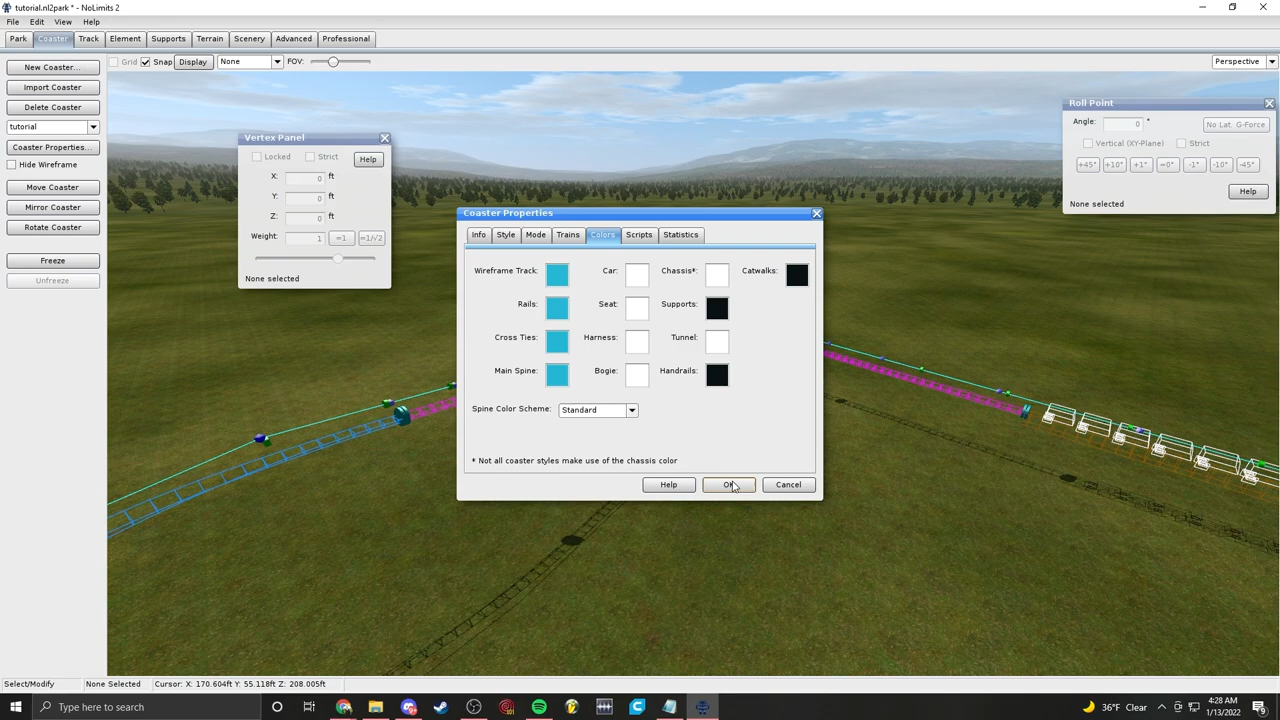 tutorial.nl2park * - NoLimits 2
File Edit View Help
Park Coaster Track Element Supports Terrain Scenery Advanced Professional
New Coaster...
Import Coaster
Delete Coaster
tutorial
Coaster Properties...
Hide Wireframe
Move Coaster
Mirror Coaster
Rotate Coaster
Freeze
Unfreeze
Grid Snap Display None FOV: Perspective
Vertex Panel
Locked Strict Help
X: 0 ft
Y: 0 ft
Z: 0 ft
Weight: 1 =1 =1/√2
None selected
Coaster Properties
Info Style Mode Trains Colors Scripts Statistics
Wireframe Track: Car: Chassis*: Catwalks:
Rails: Seat: Supports:
Cross Ties: Harness: Tunnel:
Main Spine: Bogie: Handrails:
Spine Color Scheme: Standard
* Not all coaster styles make use of the chassis color
Help OK Cancel
Roll Point
Angle: 0 ° No Lat. G-Force
Vertical (XY-Plane) Strict
+45° +10° +1° =0° -1° -10° -45°
Help
None selected
Select/Modify None Selected Cursor: X: 170.604ft Y: 55.118ft Z: 208.005ft
Type here to search
36°F Clear
4:28 AM
1/13/2022